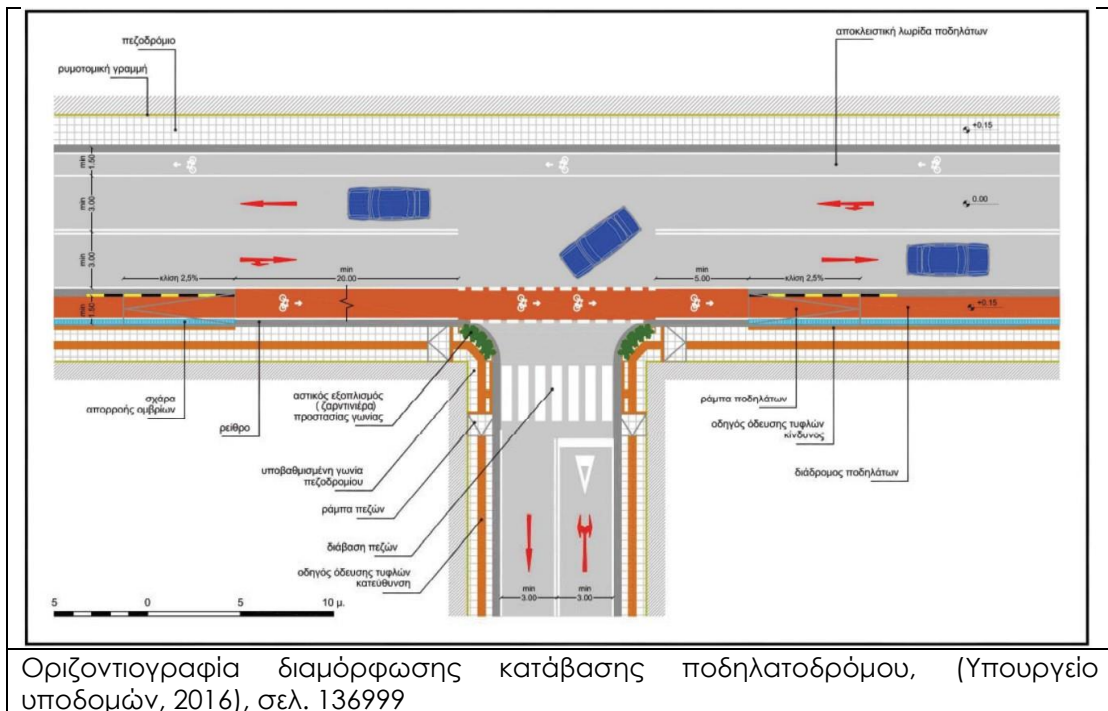 πεζοδρόμιο
αποκλειστική λωρίδα ποδηλάτων
ρυμοτομική γραμμή
+0.15
min
1.50
min
3.00
0.00
min
3.00
κλίση 2,5%
min
20.00
min
5.00
κλίση 2,5%
min
1.50
+0.15
σχάρα
απορροής ομβρίων
ρείθρο
αστικός εξοπλισμός
( ζαρντινιέρα)
προστασίας γωνίας
ράμπα ποδηλάτων
οδηγός όδευσης τυφλών
κίνδυνος
διάδρομος ποδηλάτων
υποβαθμισμένη γωνία
πεζοδρομίου
ράμπα πεζών
διάβαση πεζών
οδηγός όδευσης τυφλών
κατεύθυνση
min
3.00
min
3.00
5 0 5 10 μ.
Οριζοντιογραφία διαμόρφωσης κατάβασης ποδηλατοδρόμου, (Υπουργείο
υποδομών, 2016), σελ. 136999